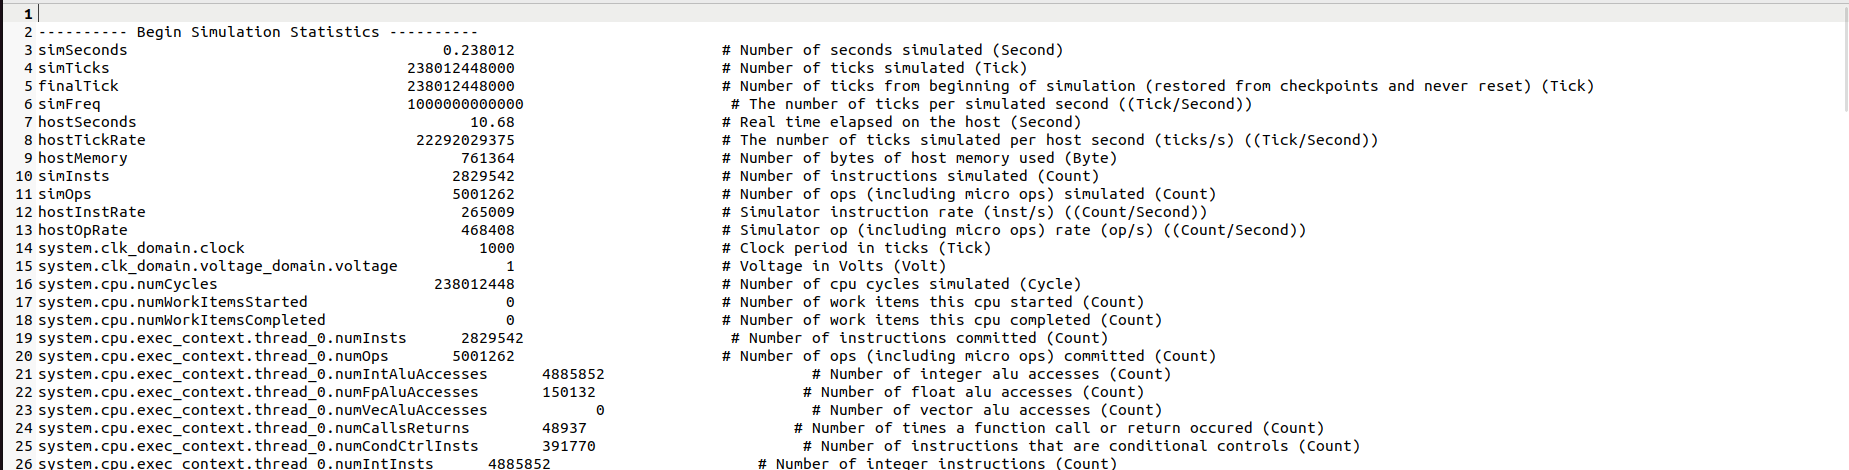 1
2 ---------- Begin Simulation Statistics ----------
3 simSeconds 0.238012 # Number of seconds simulated (Second)
4 simTicks 238012448000 # Number of ticks simulated (Tick)
5 finalTick 238012448000 # Number of ticks from beginning of simulation (restored from checkpoints and never reset) (Tick)
6 simFreq 1000000000000 # The number of ticks per simulated second ((Tick/Second))
7 hostSeconds 10.68 # Real time elapsed on the host (Second)
8 hostTickRate 22292029375 # The number of ticks simulated per host second (ticks/s) ((Tick/Second))
9 hostMemory 761364 # Number of bytes of host memory used (Byte)
10 simInsts 2829542 # Number of instructions simulated (Count)
11 simOps 5001262 # Number of ops (including micro ops) simulated (Count)
12 hostInstRate 265009 # Simulator instruction rate (inst/s) ((Count/Second))
13 hostOpRate 468408 # Simulator op (including micro ops) rate (op/s) ((Count/Second))
14 system.clk_domain.clock 1000 # Clock period in ticks (Tick)
15 system.clk_domain.voltage_domain.voltage 1 # Voltage in Volts (Volt)
16 system.cpu.numCycles 238012448 # Number of cpu cycles simulated (Cycle)
17 system.cpu.numWorkItemsStarted 0 # Number of work items this cpu started (Count)
18 system.cpu.numWorkItemsCompleted 0 # Number of work items this cpu completed (Count)
19 system.cpu.exec_context.thread_0.numInsts 2829542 # Number of instructions committed (Count)
20 system.cpu.exec_context.thread_0.numOps 5001262 # Number of ops (including micro ops) committed (Count)
21 system.cpu.exec_context.thread_0.numIntAluAccesses 4885852 # Number of integer alu accesses (Count)
22 system.cpu.exec_context.thread_0.numFpAluAccesses 150132 # Number of float alu accesses (Count)
23 system.cpu.exec_context.thread_0.numVecAluAccesses 0 # Number of vector alu accesses (Count)
24 system.cpu.exec_context.thread_0.numCallsReturns 48937 # Number of times a function call or return occured (Count)
25 system.cpu.exec_context.thread_0.numCondCtrlInsts 391770 # Number of instructions that are conditional controls (Count)
26 system.cpu.exec_context.thread_0.numIntInsts 4885852 # Number of integer instructions (Count)